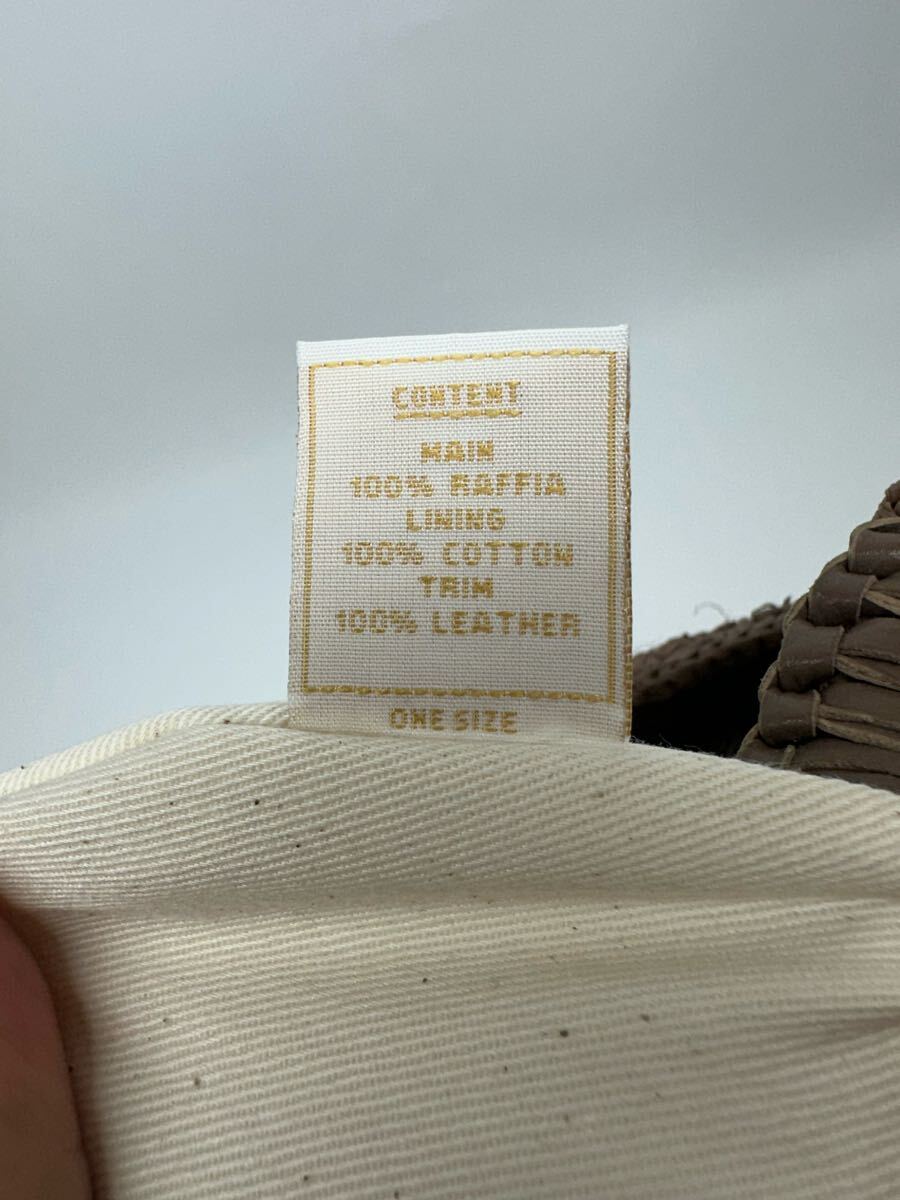 CONTENT
MAIN
100% RAFFIA
LINING
100% COTTON
TRIM
100% LEATHER
ONE SIZE